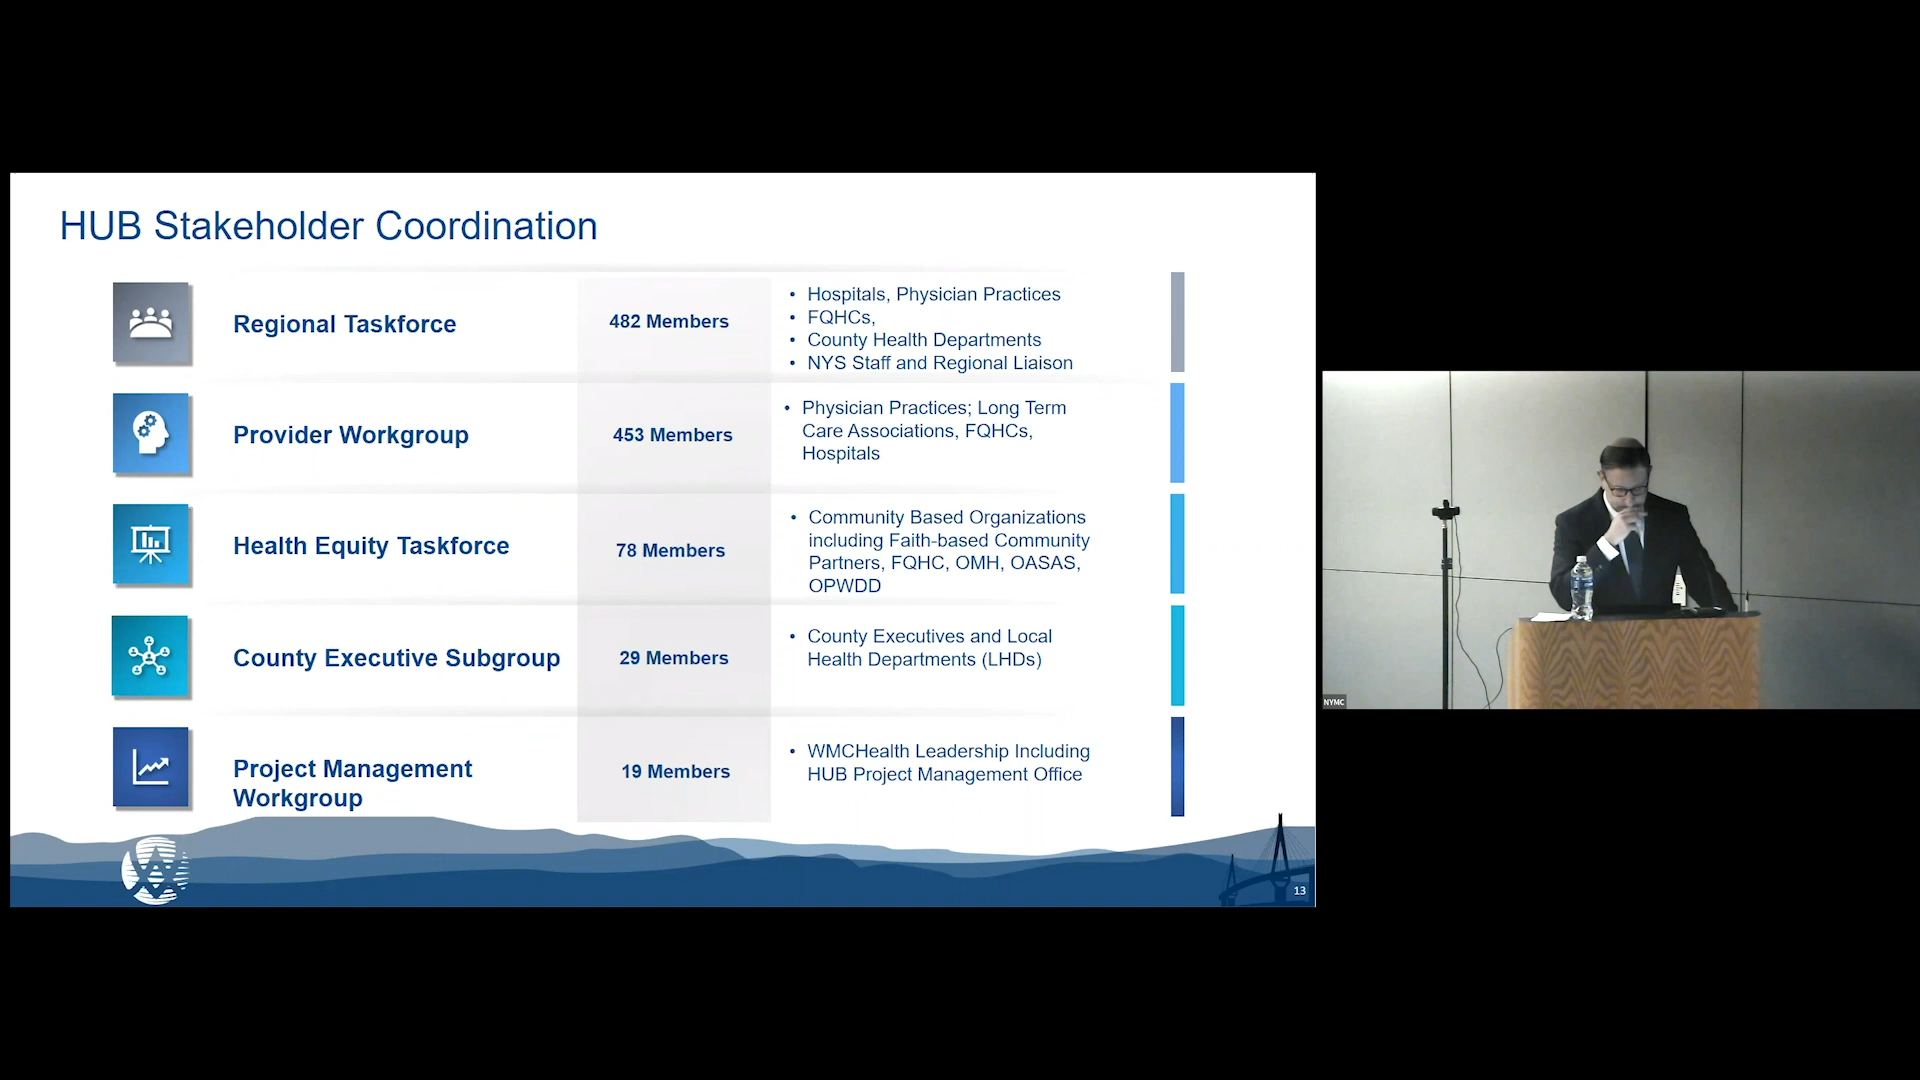 HUB Stakeholder Coordination
Regional Taskforce
482 Members
• Hospitals, Physician Practices
• FQHCs,
• County Health Departments
• NYS Staff and Regional Liaison
Provider Workgroup
453 Members
• Physician Practices; Long Term
Care Associations, FQHCs,
Hospitals
Health Equity Taskforce
78 Members
• Community Based Organizations
including Faith-based Community
Partners, FQHC, OMH, OASAS,
OPWDD
County Executive Subgroup
29 Members
• County Executives and Local
Health Departments (LHDs)
Project Management
Workgroup
19 Members
• WMCHealth Leadership Including
HUB Project Management Office
13
NYMC